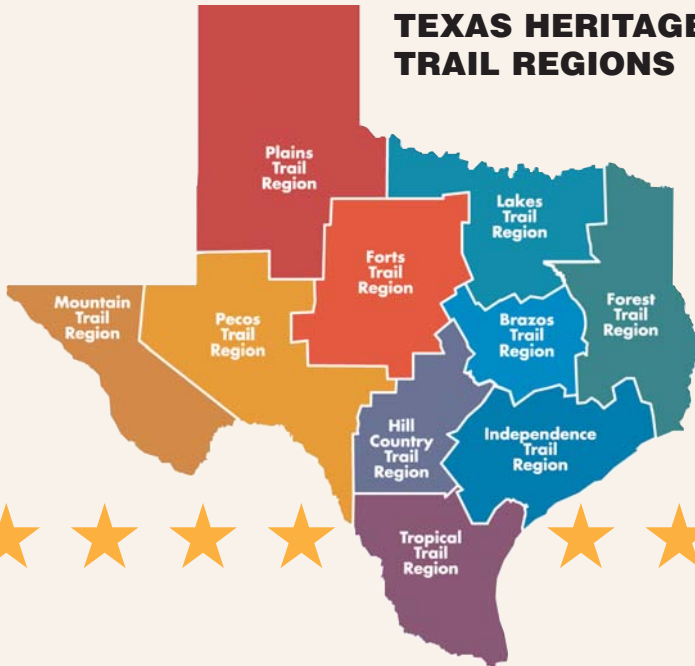 TEXAS HERITAGE
TRAIL REGIONS
Plains
Trail
Region
Lakes
Trail
Region
Forts
Trail
Region
Mountain
Trail
Region
Pecos
Trail
Region
Brazos
Trail
Region
Forest
Trail
Region
Hill
Country
Trail
Region
Independence
Trail
Region
Tropical
Trail
Region